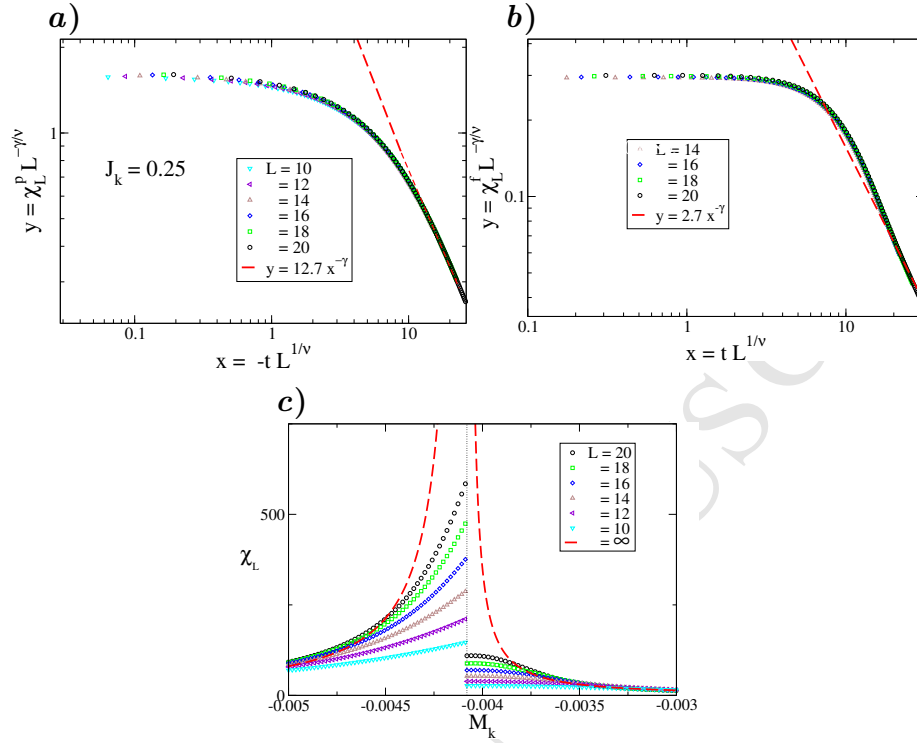 a)
1
y = χ_L^p L^{-γ/ν}
J_k = 0.25
L = 10
= 12
= 14
= 16
= 18
= 20
y = 12.7 x^{-γ}
0.1 1 10
x = -t L^{1/ν}
b)
0.1
y = χ_L^f L^{-γ/ν}
L = 14
= 16
= 18
= 20
y = 2.7 x^{-γ}
0.1 1 10
x = t L^{1/ν}
c)
500
0
χ_L
L = 20
= 18
= 16
= 14
= 12
= 10
= ∞
-0.005 -0.0045 -0.004 -0.0035 -0.003
M_k